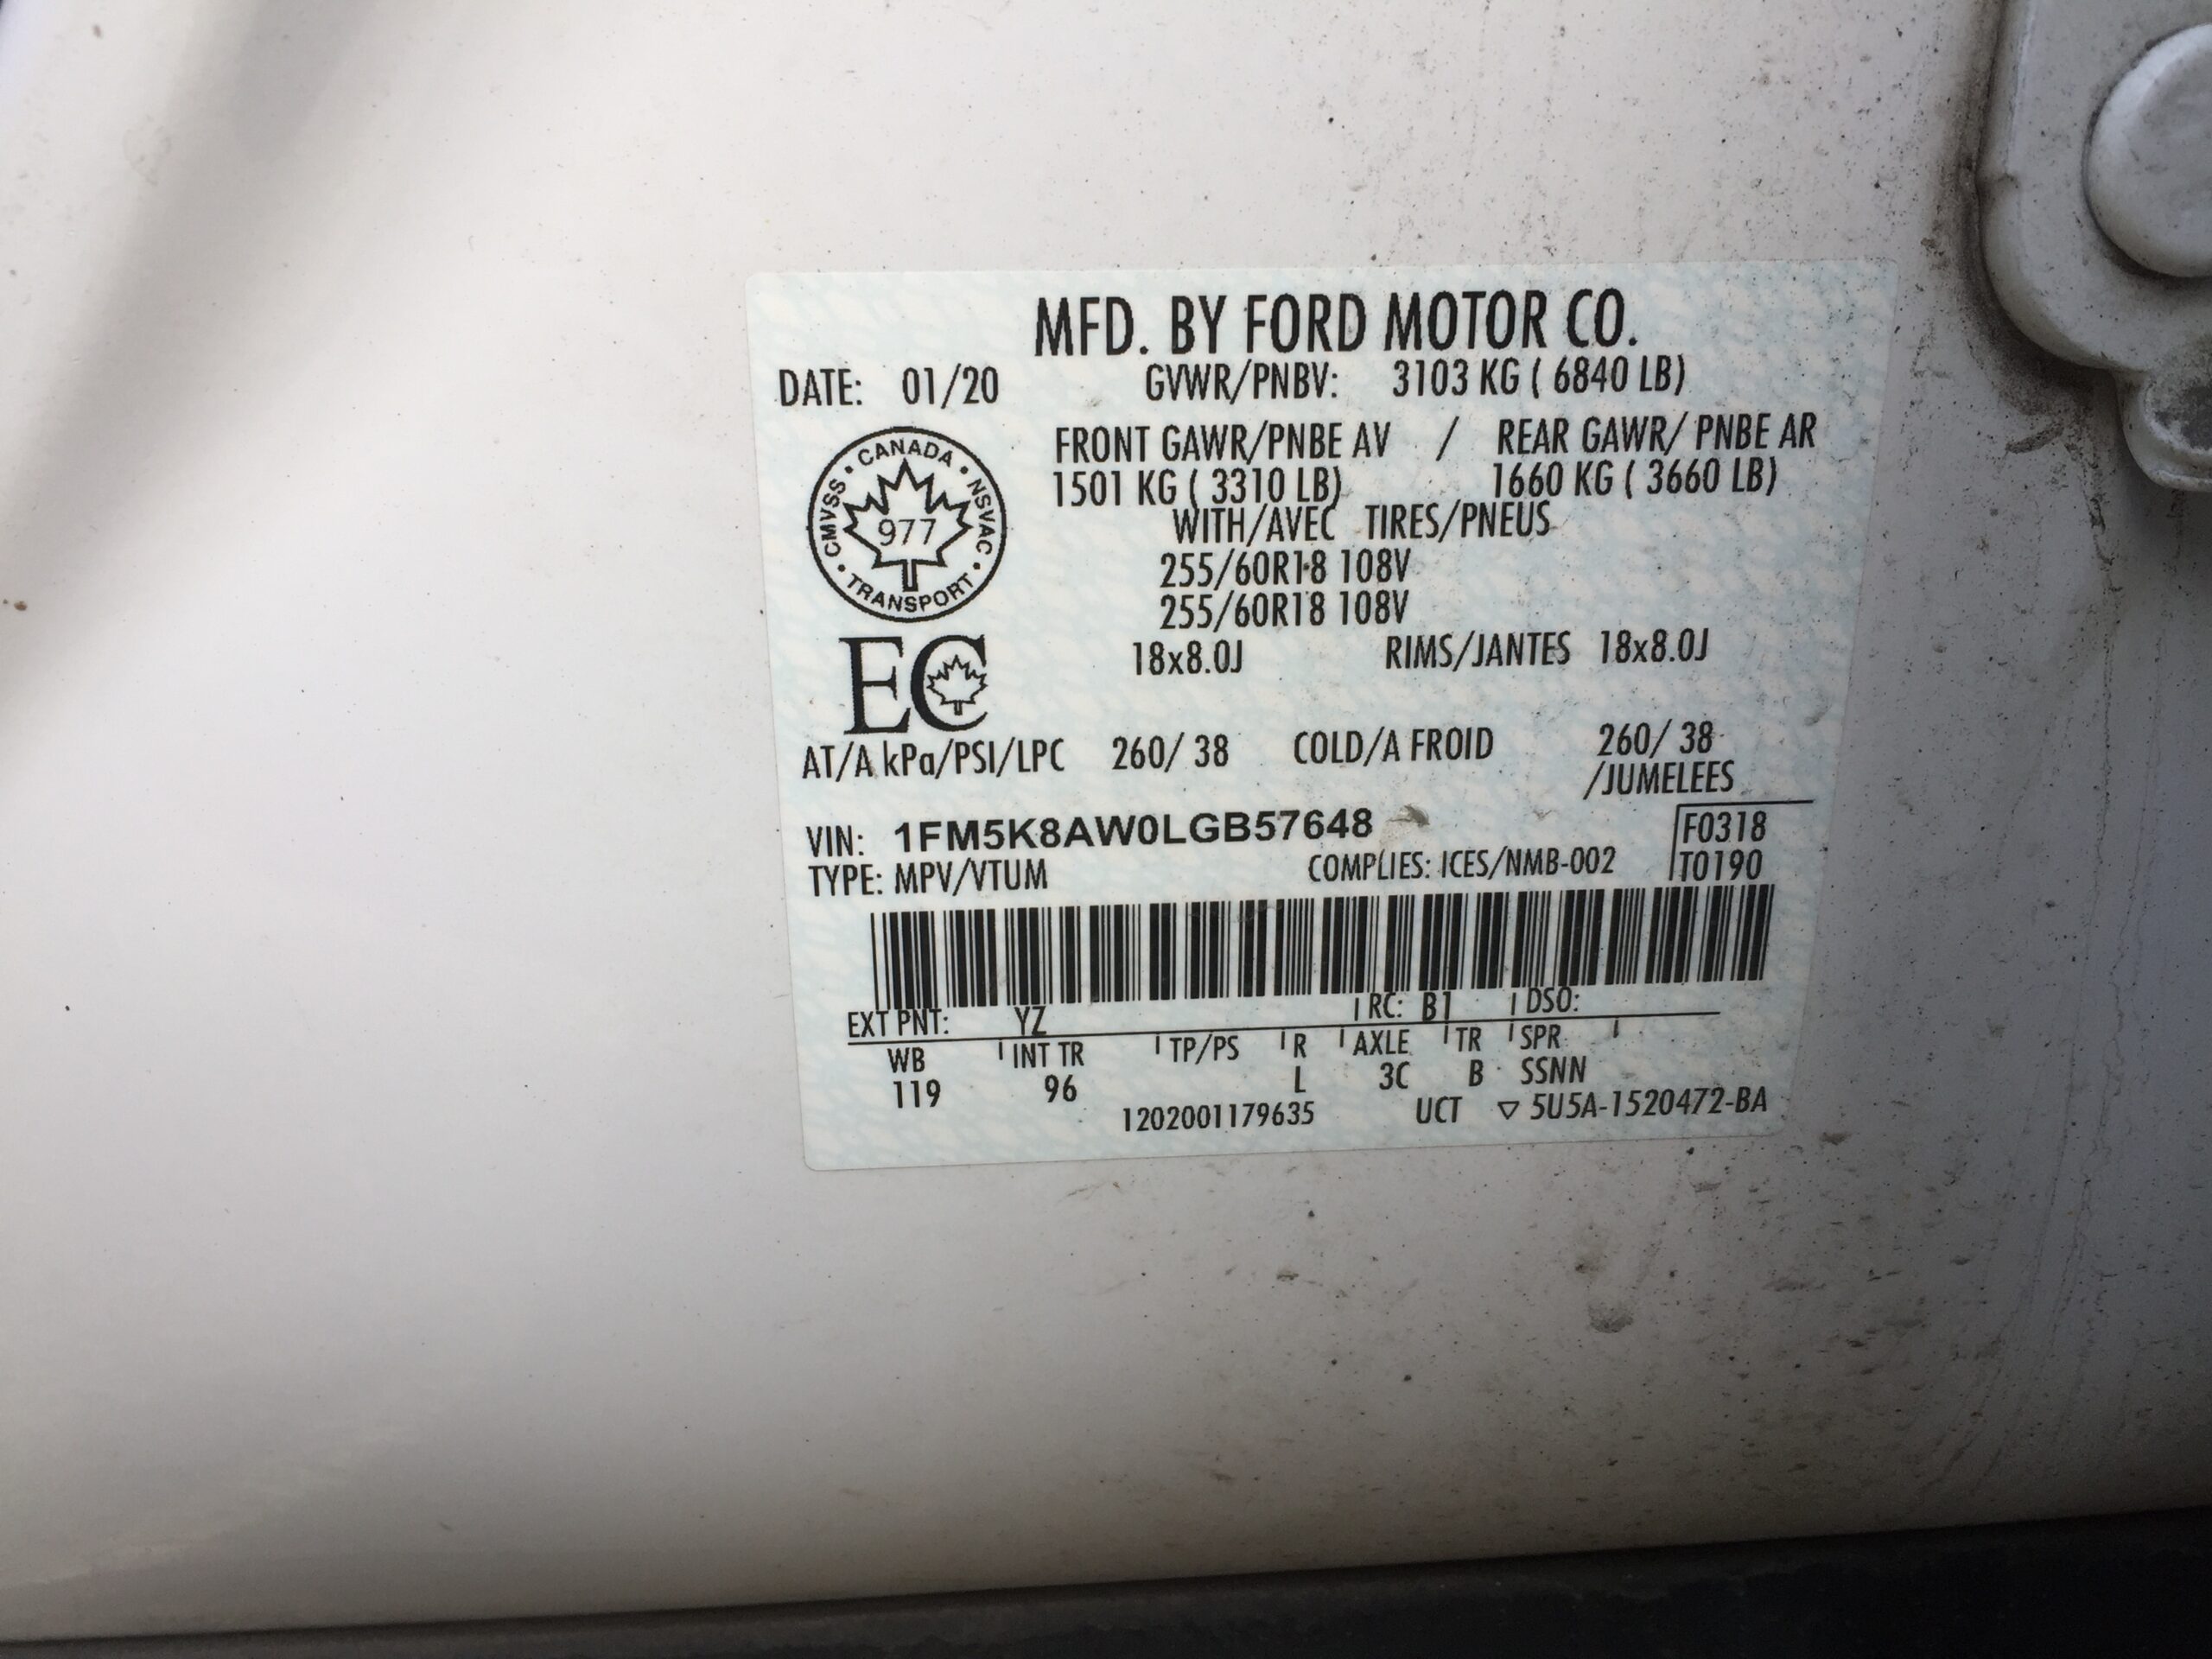 MFD. BY FORD MOTOR CO.
DATE: 01/20 GVWR/PNBV: 3103 KG ( 6840 LB)
FRONT GAWR/PNBE AV / REAR GAWR/ PNBE AR
1501 KG ( 3310 LB) 1660 KG ( 3660 LB)
WITH/AVEC TIRES/PNEUS
255/60R18 108V
255/60R18 108V
CANADA • NSVAC • TRANSPORT • CMVSS •
977
EC
18x8.0J RIMS/JANTES 18x8.0J
AT/A kPa/PSI/LPC 260/ 38 COLD/A FROID 260/ 38
/JUMELEES
VIN: 1FM5K8AW0LGB57648 F0318
TYPE: MPV/VTUM COMPLIES: ICES/NMB-002 T0190
EXT PNT: YZ RC: B1 DSO:
WB INT TR TP/PS R AXLE TR SPR
119 96 L 3C B SSNN
1202001179635 UCT ▽ 5U5A-1520472-BA